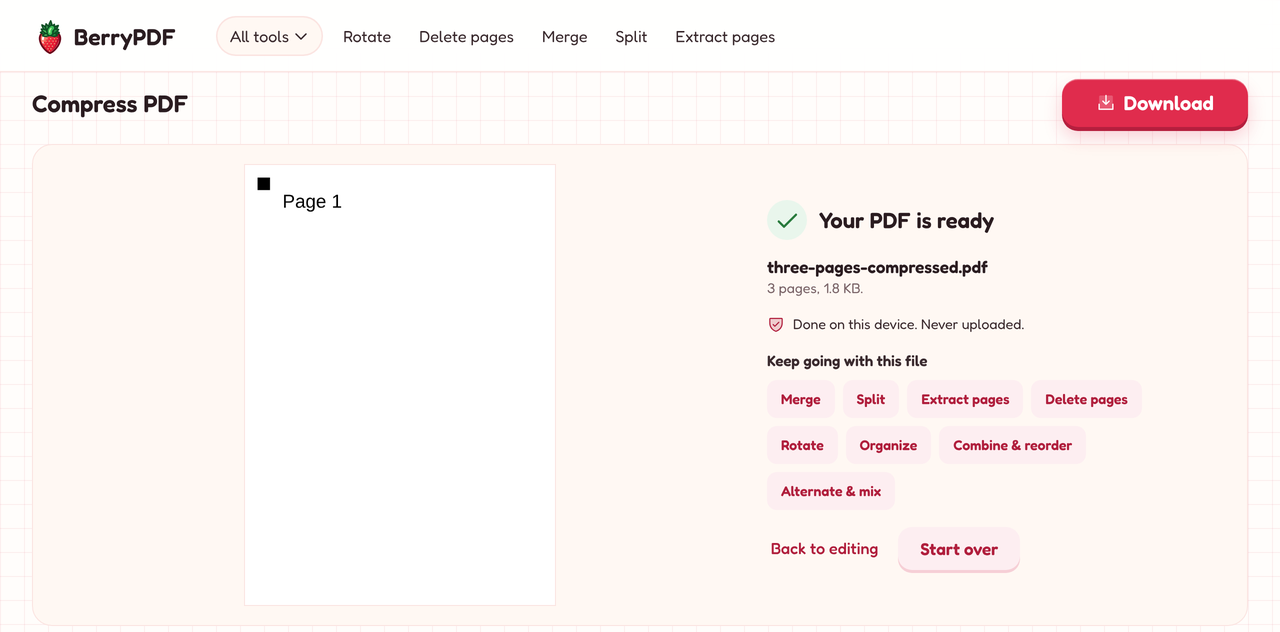 BerryPDF
All tools Rotate Delete pages Merge Split Extract pages
Compress PDF
Download
Page 1
Your PDF is ready
three-pages-compressed.pdf
3 pages, 1.8 KB.
Done on this device. Never uploaded.
Keep going with this file
Merge Split Extract pages Delete pages
Rotate Organize Combine & reorder
Alternate & mix
Back to editing Start over